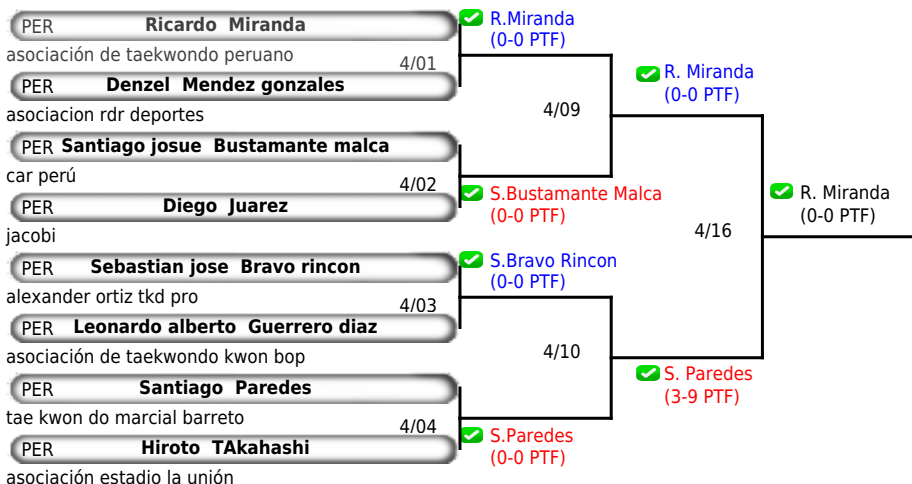 PER Ricardo Miranda
asociación de taekwondo peruano
4/01
PER Denzel Mendez gonzales
asociacion rdr deportes
PER Santiago josue Bustamante malca
car perú
4/02
PER Diego Juarez
jacobi
PER Sebastian jose Bravo rincon
alexander ortiz tkd pro
4/03
PER Leonardo alberto Guerrero diaz
asociación de taekwondo kwon bop
PER Santiago Paredes
tae kwon do marcial barreto
4/04
PER Hiroto TAkahashi
asociación estadio la unión
R.Miranda
(0-0 PTF)
4/09
S.Bustamante Malca
(0-0 PTF)
S.Bravo Rincon
(0-0 PTF)
4/10
S.Paredes
(0-0 PTF)
R. Miranda
(0-0 PTF)
4/16
S. Paredes
(3-9 PTF)
R. Miranda
(0-0 PTF)